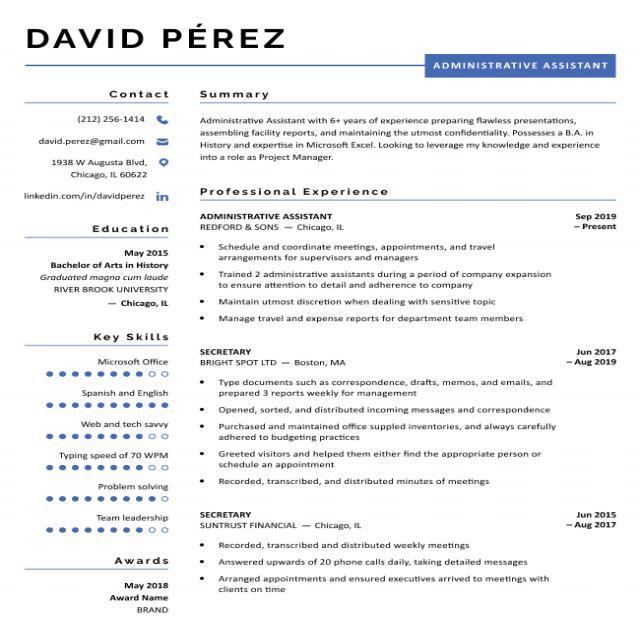 DAVID PÉREZ
ADMINISTRATIVE ASSISTANT
Contact
(212) 256-1414
david.perez@gmail.com
1938 W Augusta Blvd,
Chicago, IL 60622
linkedin.com/in/davidperez
Education
May 2015
Bachelor of Arts in History
Graduated magna cum laude
RIVER BROOK UNIVERSITY
— Chicago, IL
Key Skills
Microsoft Office
Spanish and English
Web and tech savvy
Typing speed of 70 WPM
Problem solving
Team leadership
Awards
May 2018
Award Name
BRAND
Summary
Administrative Assistant with 6+ years of experience preparing flawless presentations,
assembling facility reports, and maintaining the utmost confidentiality. Possesses a B.A. in
History and expertise in Microsoft Excel. Looking to leverage my knowledge and experience
into a role as Project Manager.
Professional Experience
ADMINISTRATIVE ASSISTANT Sep 2019
REDFORD & SONS — Chicago, IL – Present
• Schedule and coordinate meetings, appointments, and travel
arrangements for supervisors and managers
• Trained 2 administrative assistants during a period of company expansion
to ensure attention to detail and adherence to company
• Maintain utmost discretion when dealing with sensitive topic
• Manage travel and expense reports for department team members
SECRETARY Jun 2017
BRIGHT SPOT LTD — Boston, MA – Aug 2019
• Type documents such as correspondence, drafts, memos, and emails, and
prepared 3 reports weekly for management
• Opened, sorted, and distributed incoming messages and correspondence
• Purchased and maintained office suppled inventories, and always carefully
adhered to budgeting practices
• Greeted visitors and helped them either find the appropriate person or
schedule an appointment
• Recorded, transcribed, and distributed minutes of meetings
SECRETARY Jun 2015
SUNTRUST FINANCIAL — Chicago, IL – Aug 2017
• Recorded, transcribed and distributed weekly meetings
• Answered upwards of 20 phone calls daily, taking detailed messages
• Arranged appointments and ensured executives arrived to meetings with
clients on time